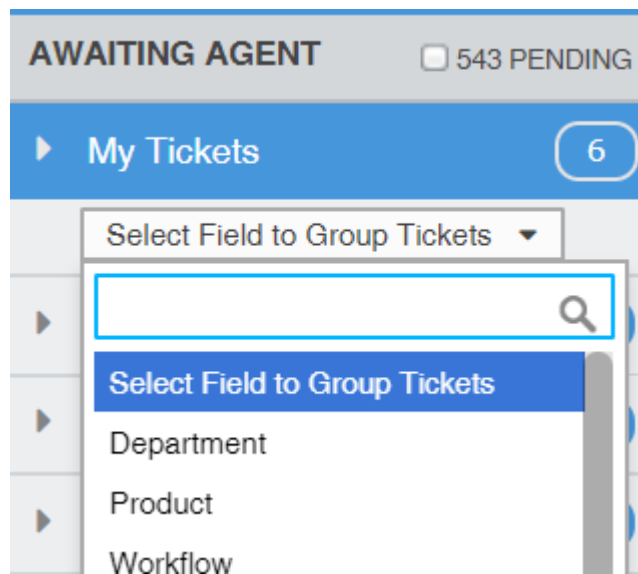 AWAITING AGENT 543 PENDING
My Tickets 6
Select Field to Group Tickets
Select Field to Group Tickets
Department
Product
Workflow